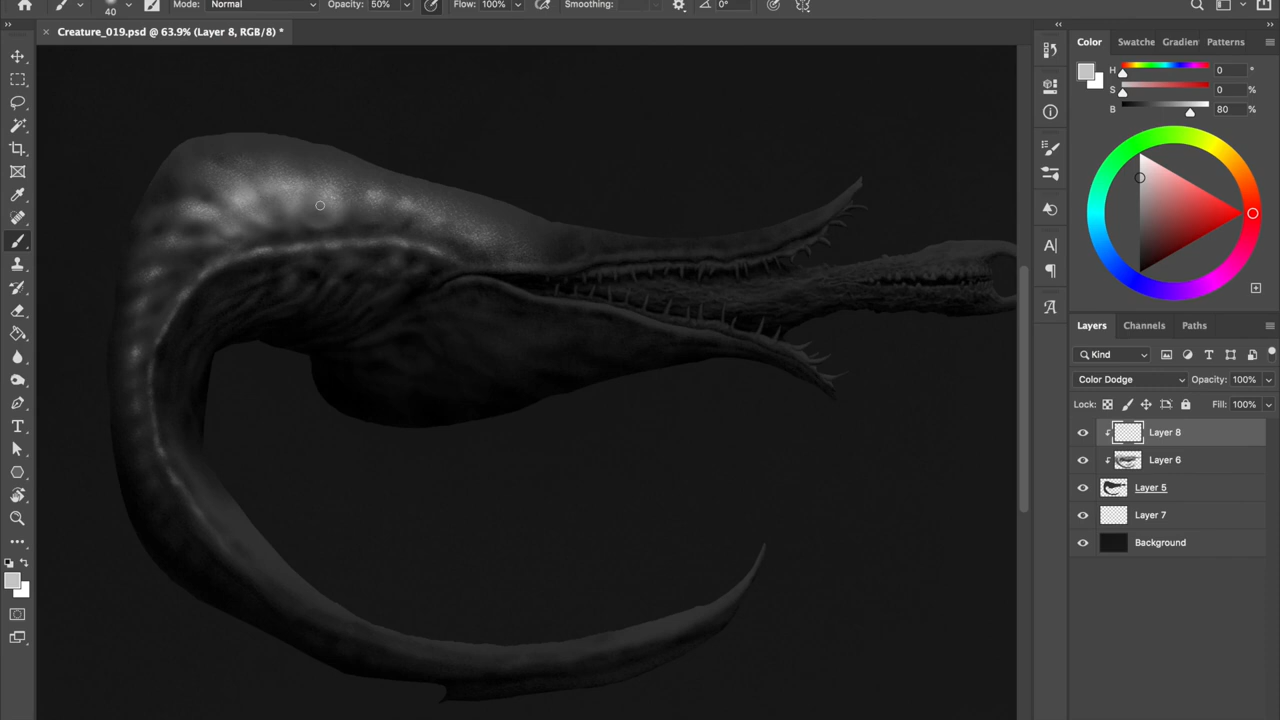 40 Mode: Normal Opacity: 50% Flow: 100% Smoothing: 0°
Creature_019.psd @ 63.9% (Layer 8, RGB/8) *
Color Swatche Gradien Patterns
H 0 °
S 0 %
B 80 %
Layers Channels Paths
Kind
Color Dodge Opacity: 100%
Lock: Fill: 100%
Layer 8
Layer 6
Layer 5
Layer 7
Background